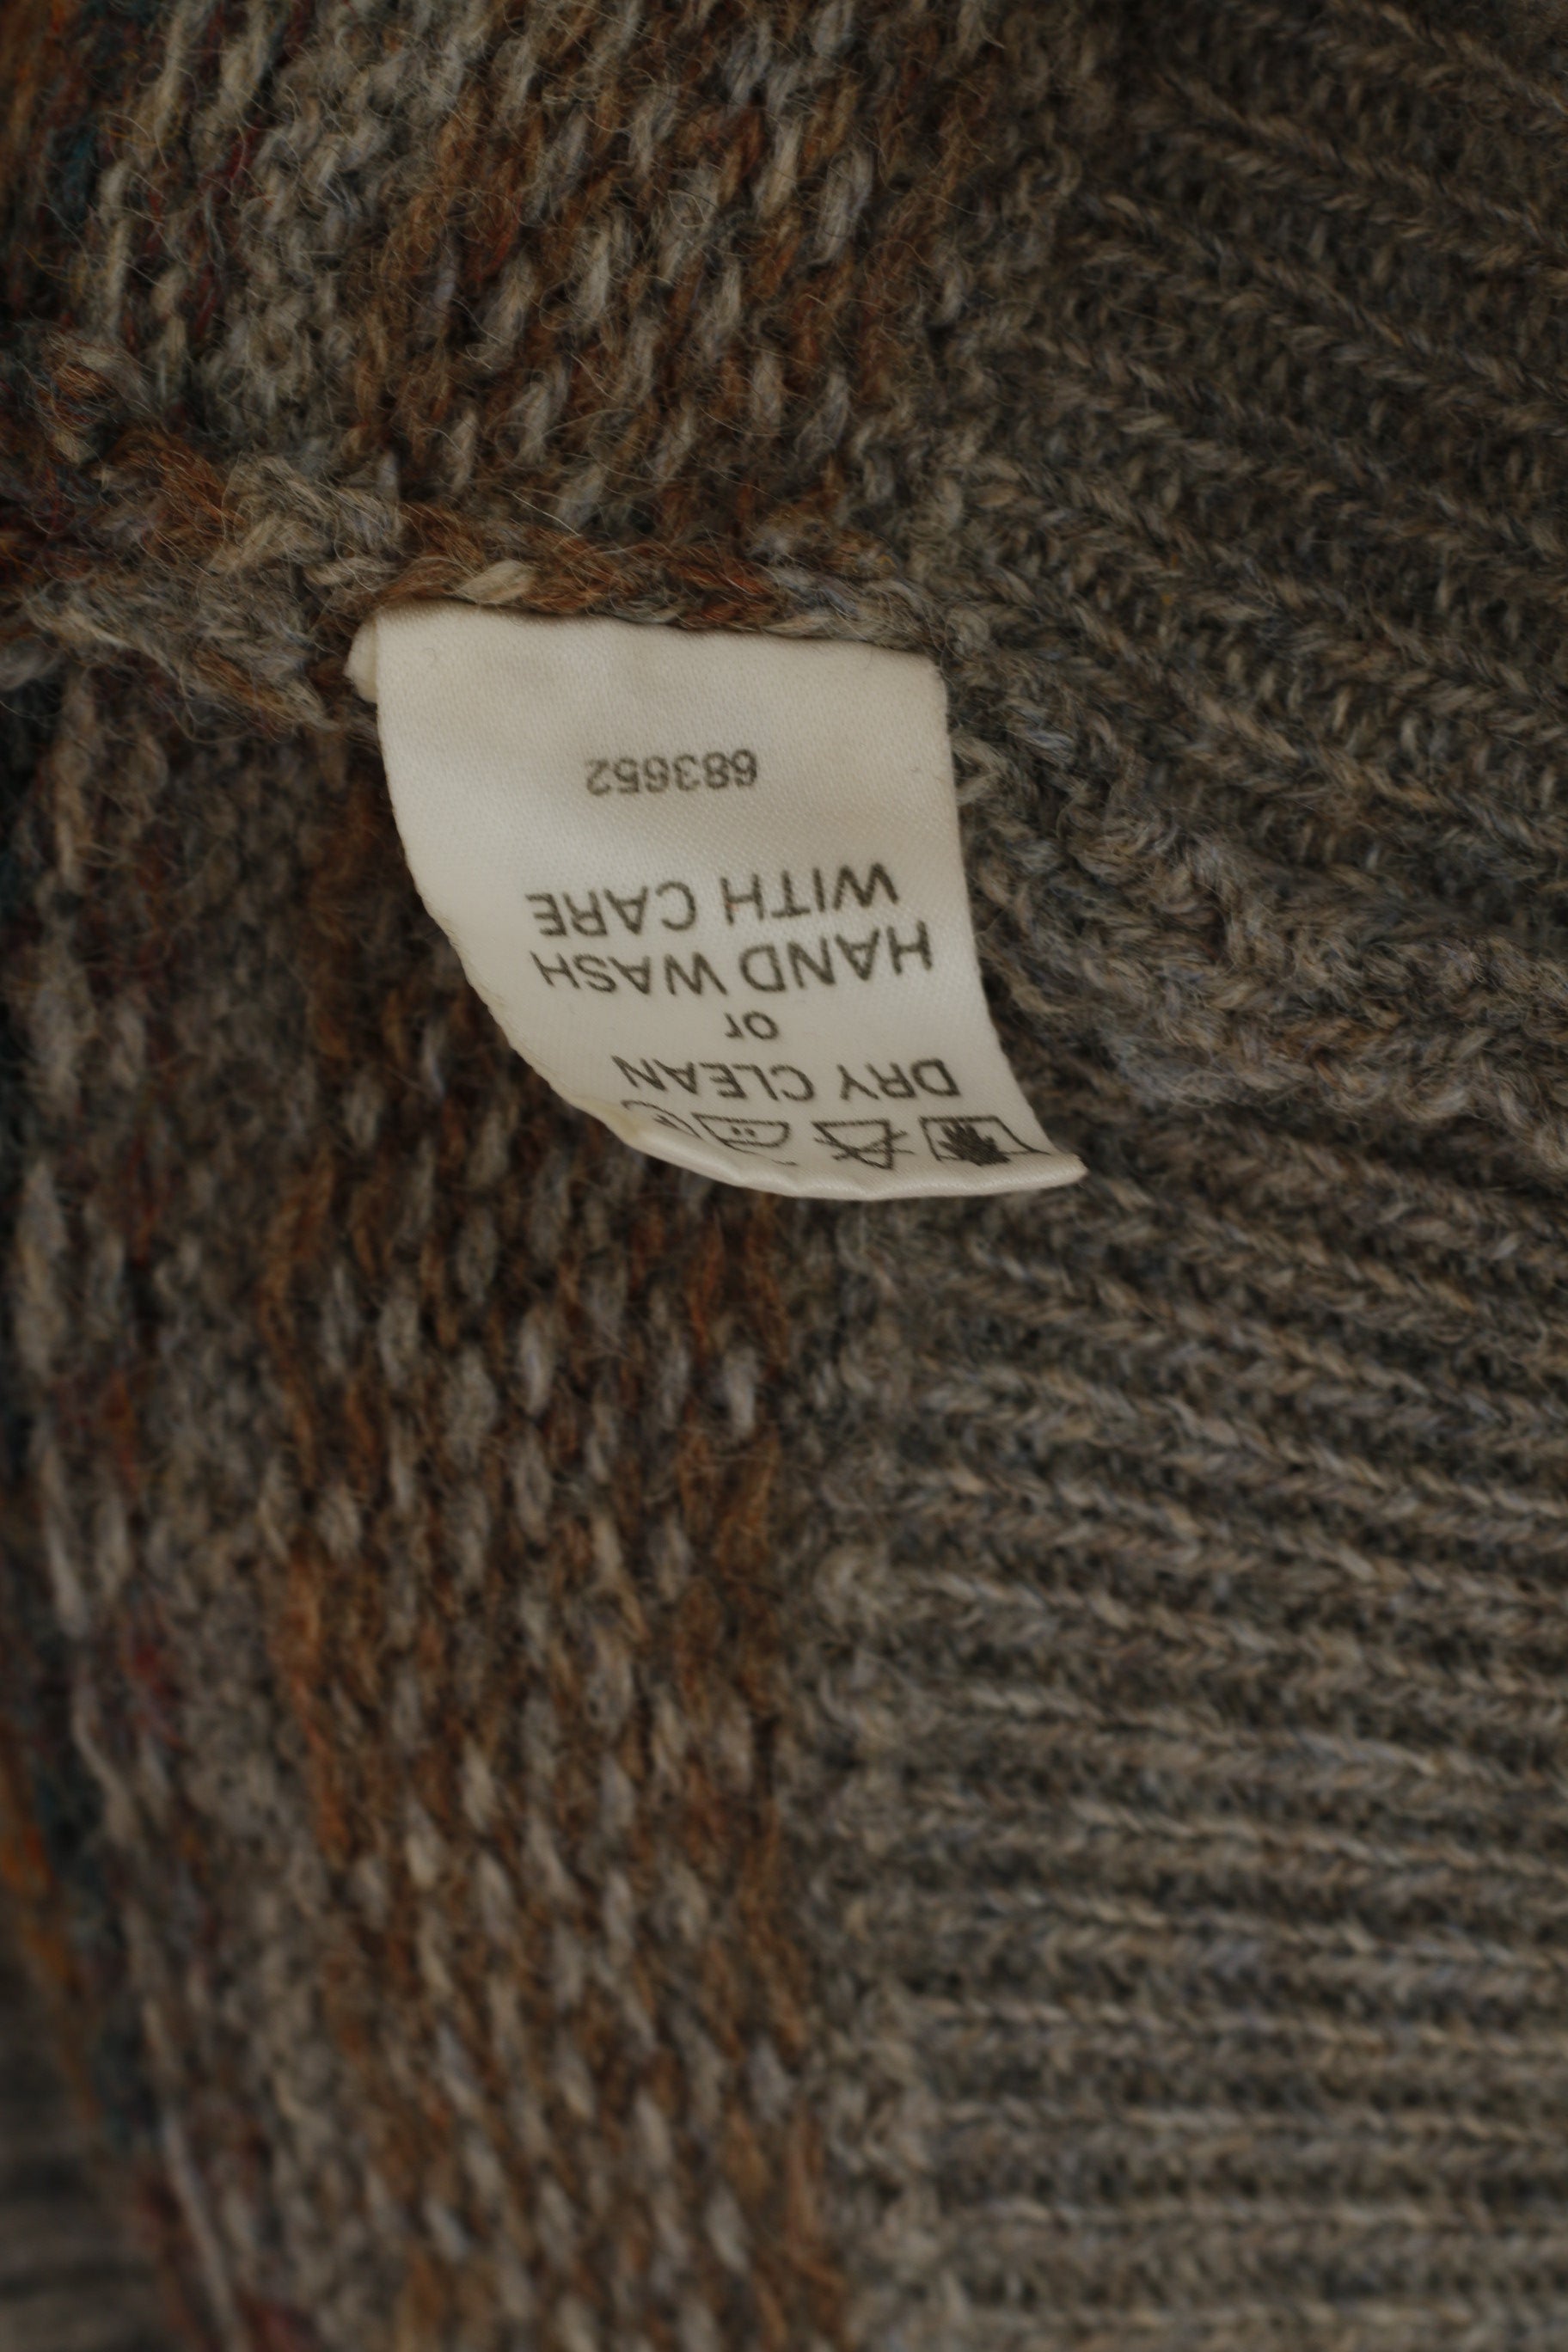 DRY CLEAN
or
HAND WASH
WITH CARE
683652